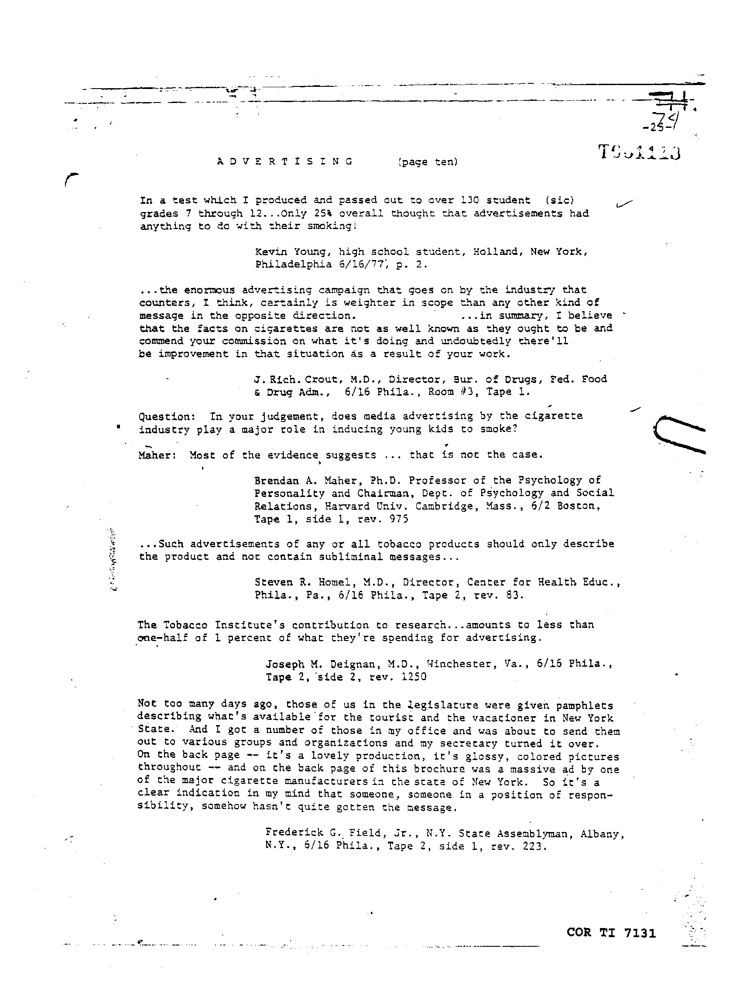 -25-
A D V E R T I S I N G (page ten)
In a test which I produced and passed out to over 130 student (sic)
grades 7 through 12...Only 25% overall thought that advertisements had
anything to do with their smoking!
Kevin Young, high school student, Holland, New York,
Philadelphia 6/16/77, p. 2.
...the enormous advertising campaign that goes on by the industry that
counters, I think, certainly is weighter in scope than any other kind of
message in the opposite direction. ...in summary, I believe
that the facts on cigarettes are not as well known as they ought to be and
commend your commission on what it's doing and undoubtedly there'll
be improvement in that situation as a result of your work.
J. Rich. Crout, M.D., Director, Bur. of Drugs, Fed. Food
& Drug Adm., 6/16 Phila., Room #3, Tape 1.
Question: In your judgement, does media advertising by the cigarette
industry play a major role in inducing young kids to smoke?
Maher: Most of the evidence suggests ... that is not the case.
Brendan A. Maher, Ph.D. Professor of the Psychology of
Personality and Chairman, Dept. of Psychology and Social
Relations, Harvard Univ. Cambridge, Mass., 6/2 Boston,
Tape 1, side 1, rev. 975
...Such advertisements of any or all tobacco products should only describe
the product and not contain subliminal messages...
Steven R. Homel, M.D., Director, Center for Health Educ.,
Phila., Pa., 6/16 Phila., Tape 2, rev. 83.
The Tobacco Institute's contribution to research...amounts to less than
one-half of 1 percent of what they're spending for advertising.
Joseph M. Deignan, M.D., Winchester, Va., 6/16 Phila.,
Tape 2, side 2, rev. 1250
Not too many days ago, those of us in the legislature were given pamphlets
describing what's available for the tourist and the vacationer in New York
State. And I got a number of those in my office and was about to send them
out to various groups and organizations and my secretary turned it over.
On the back page -- it's a lovely production, it's glossy, colored pictures
throughout -- and on the back page of this brochure was a massive ad by one
of the major cigarette manufacturers in the state of New York. So it's a
clear indication in my mind that someone, someone in a position of respon-
sibility, somehow hasn't quite gotten the message.
Frederick G. Field, Jr., N.Y. State Assemblyman, Albany,
N.Y., 6/16 Phila., Tape 2, side 1, rev. 223.
COR TI 7131